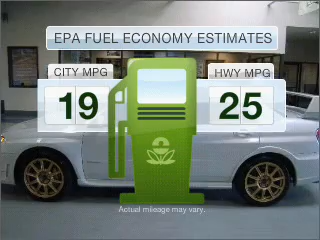 EPA FUEL ECONOMY ESTIMATES
CITY MPG HWY MPG
19 25
Actual mileage may vary.